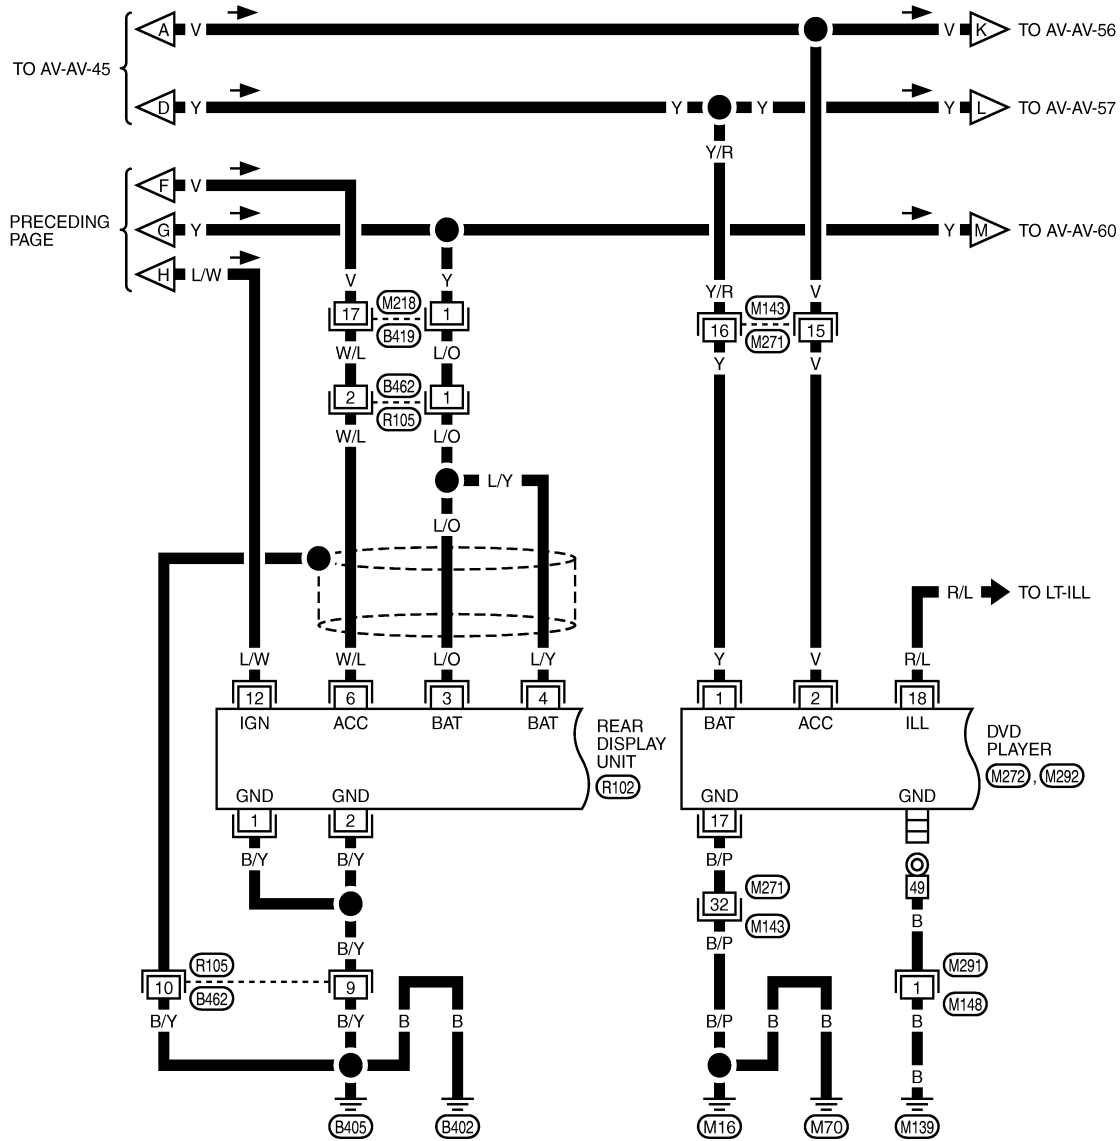 A V V K TO AV-AV-56
TO AV-AV-45
D Y Y Y Y L TO AV-AV-57
Y/R
F V
PRECEDING
PAGE
G Y Y M TO AV-AV-60
H L/W
V Y Y/R V
17 M218 1
B419
16 M143 15
M271
W/L L/O Y V
2 B462 1
R105
W/L L/O
L/Y
L/O
R/L TO LT-ILL
L/W W/L L/O L/Y Y V R/L
12 6 3 4 1 2 18
IGN ACC BAT BAT BAT ACC ILL
REAR
DISPLAY
UNIT
R102
DVD
PLAYER
M272 , M292
GND GND GND GND
1 2 17
B/Y B/Y B/P
49
32 M271
M143
B
B/Y B/P
R105
10 9
B462
M291
1
M148
B/Y B/Y B B B/P B B B
B
B405 B402 M16 M70 M139